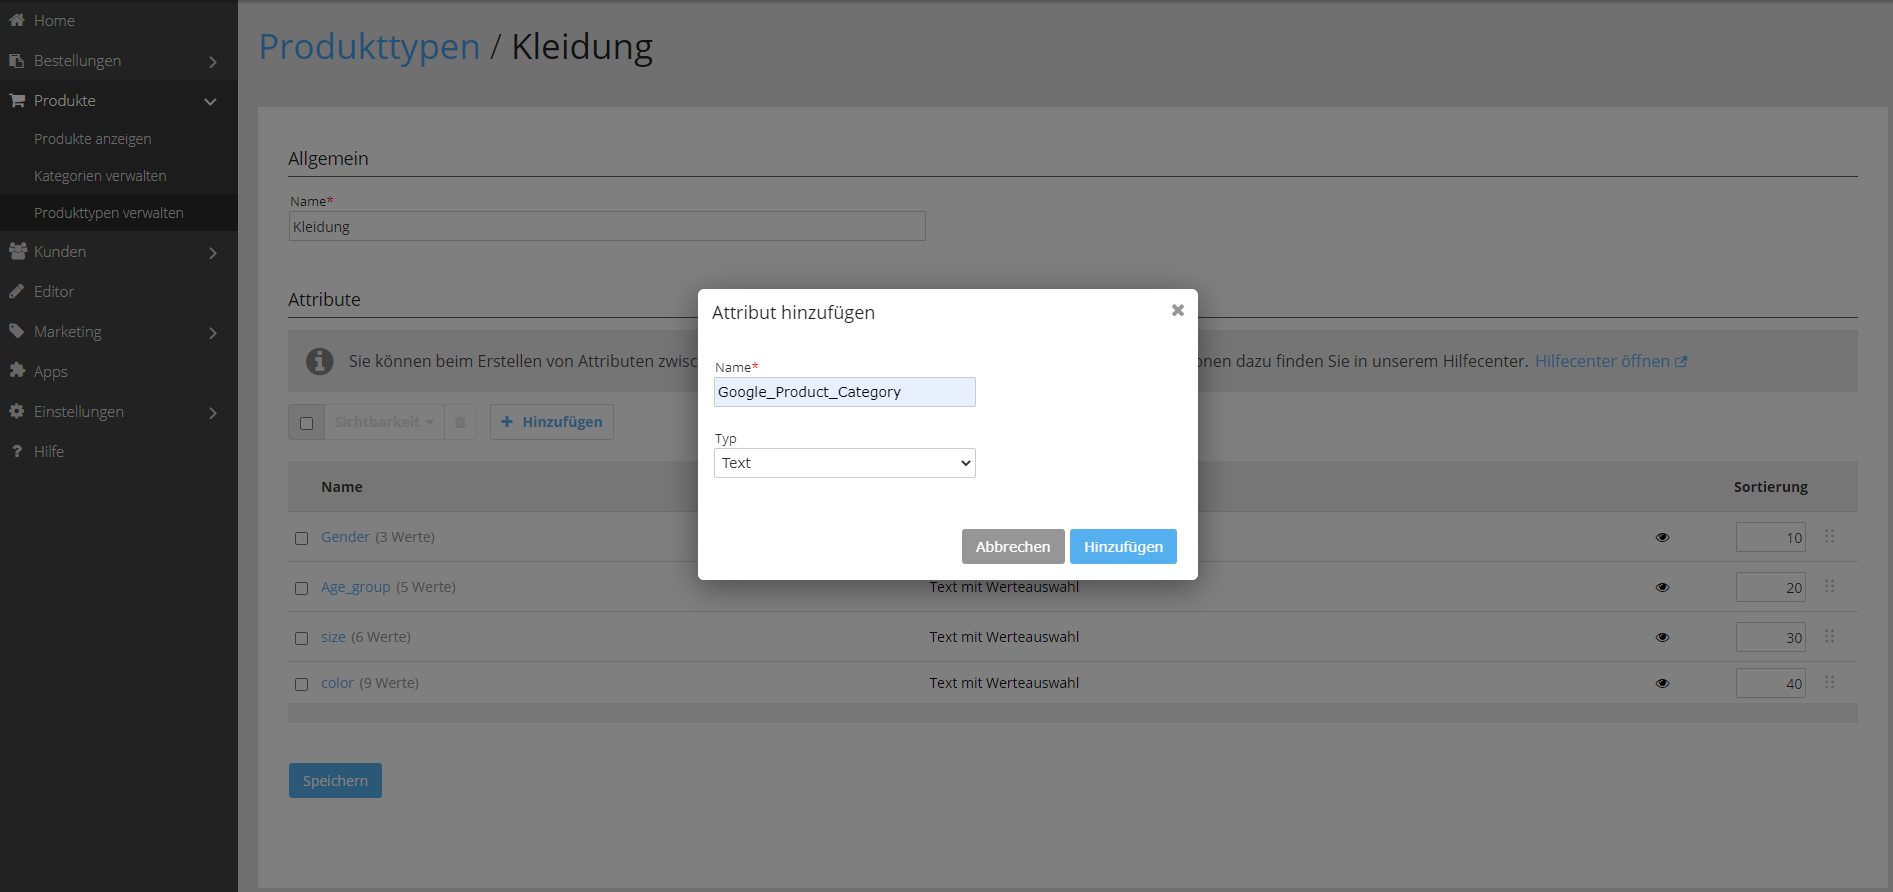 Home
Bestellungen
Produkte
Produkte anzeigen
Kategorien verwalten
Produkttypen verwalten
Kunden
Editor
Marketing
Apps
Einstellungen
Hilfe
Produkttypen / Kleidung
Allgemein
Name*
Kleidung
Attribute
Sie können beim Erstellen von Attributen zwisc
onen dazu finden Sie in unserem Hilfecenter. Hilfecenter öffnen
Sichtbarkeit
+ Hinzufügen
Name Sortierung
Gender (3 Werte) 10
Age_group (5 Werte) Text mit Werteauswahl 20
size (6 Werte) Text mit Werteauswahl 30
color (9 Werte) Text mit Werteauswahl 40
Speichern
Attribut hinzufügen
Name*
Google_Product_Category
Typ
Text
Abbrechen Hinzufügen